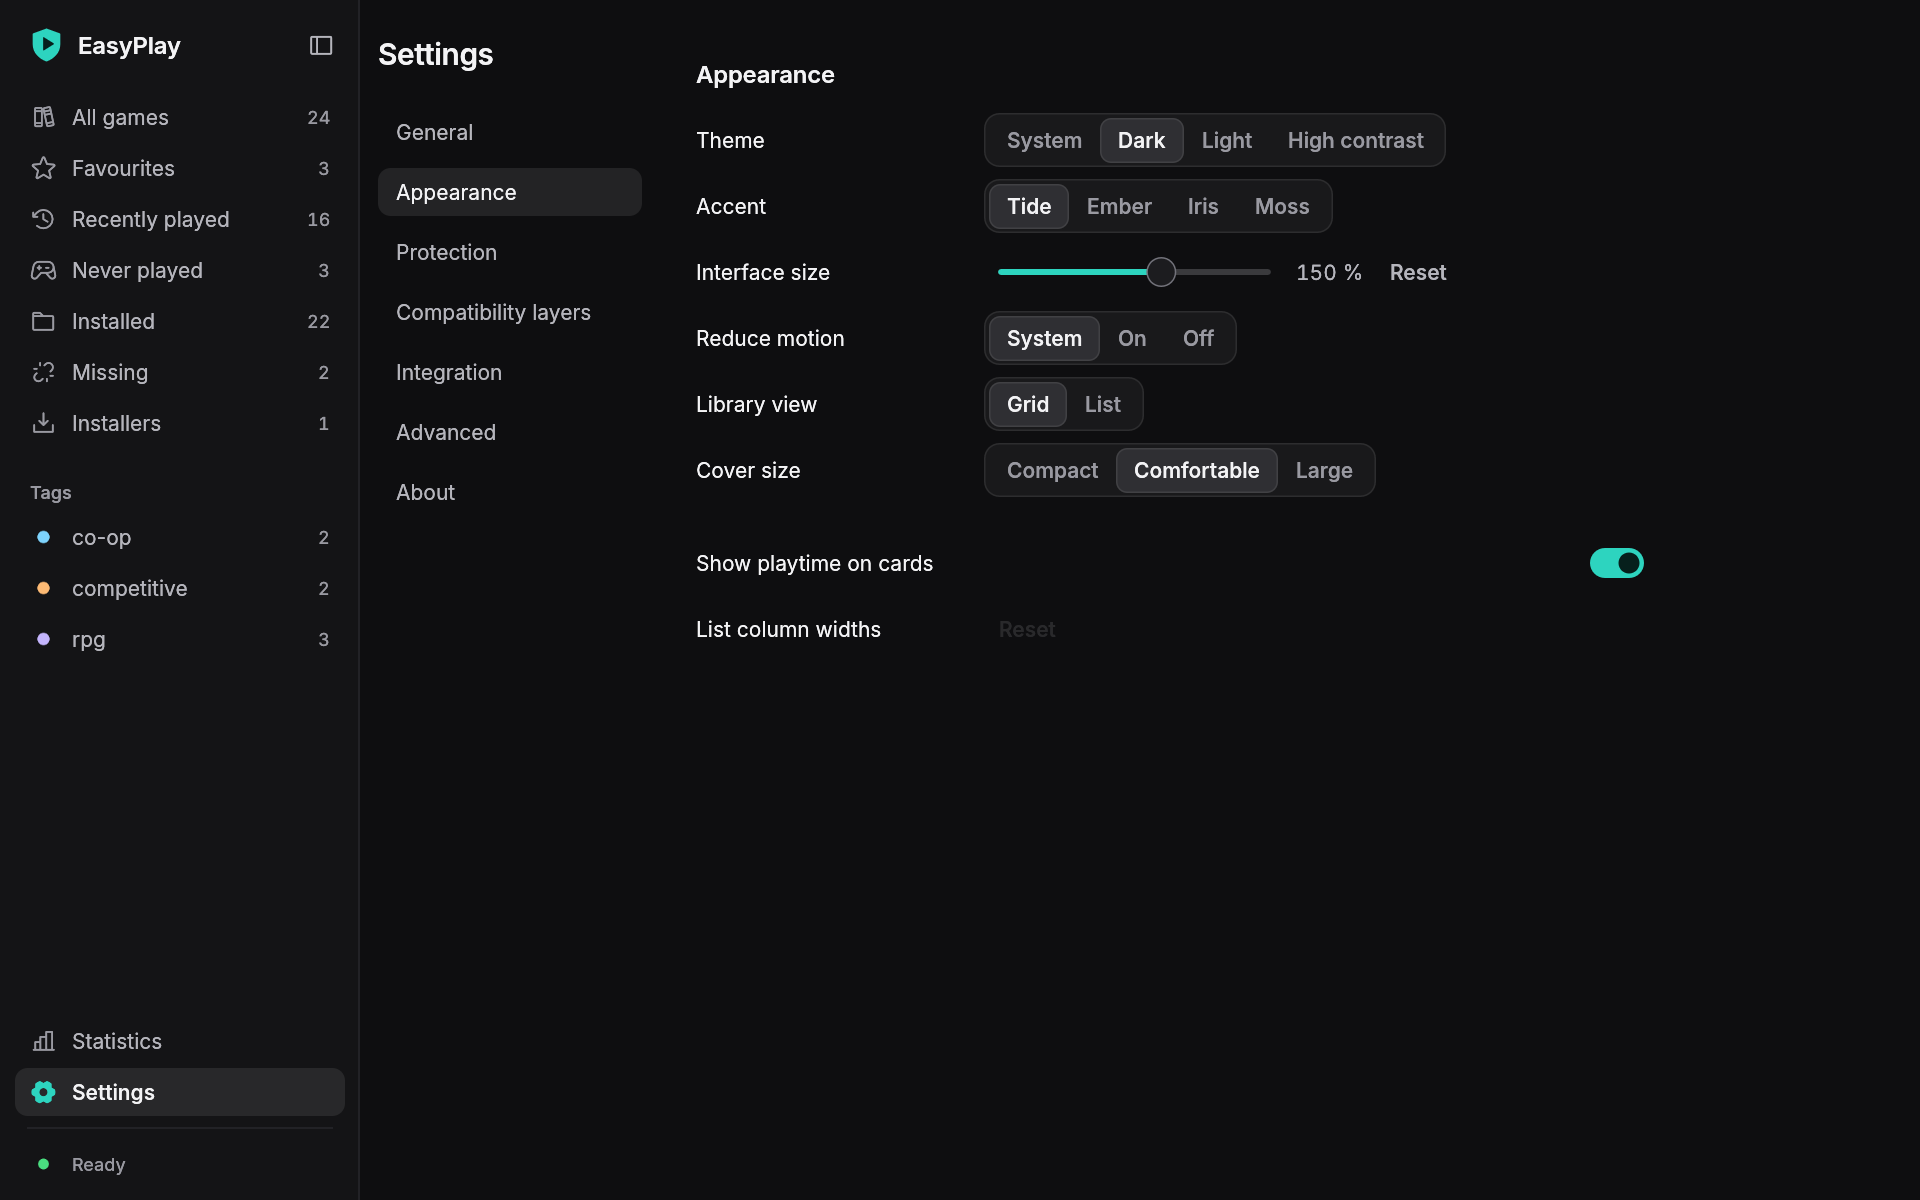 EasyPlay
All games 24
Favourites 3
Recently played 16
Never played 3
Installed 22
Missing 2
Installers 1
Tags
co-op 2
competitive 2
rpg 3
Statistics
Settings
Ready
Settings
General
Appearance
Protection
Compatibility layers
Integration
Advanced
About
Appearance
Theme System Dark Light High contrast
Accent Tide Ember Iris Moss
Interface size 150 % Reset
Reduce motion System On Off
Library view Grid List
Cover size Compact Comfortable Large
Show playtime on cards
List column widths Reset